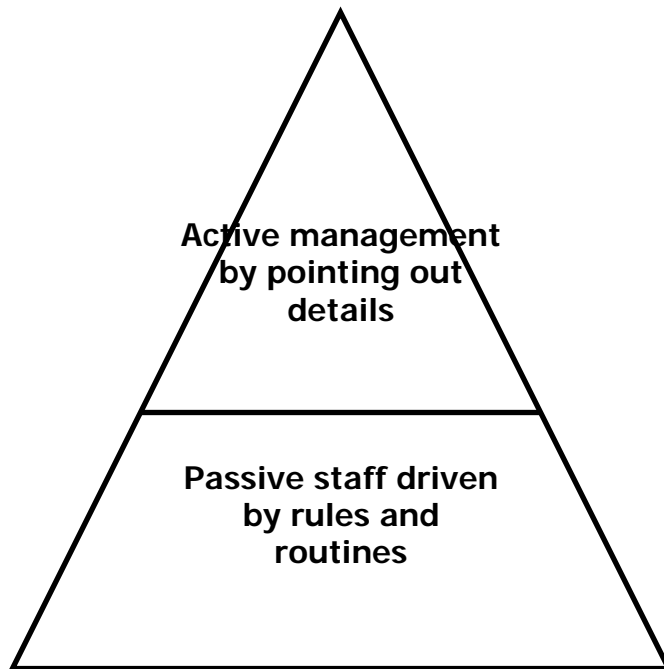 Active management
by pointing out
details
Passive staff driven
by rules and
routines